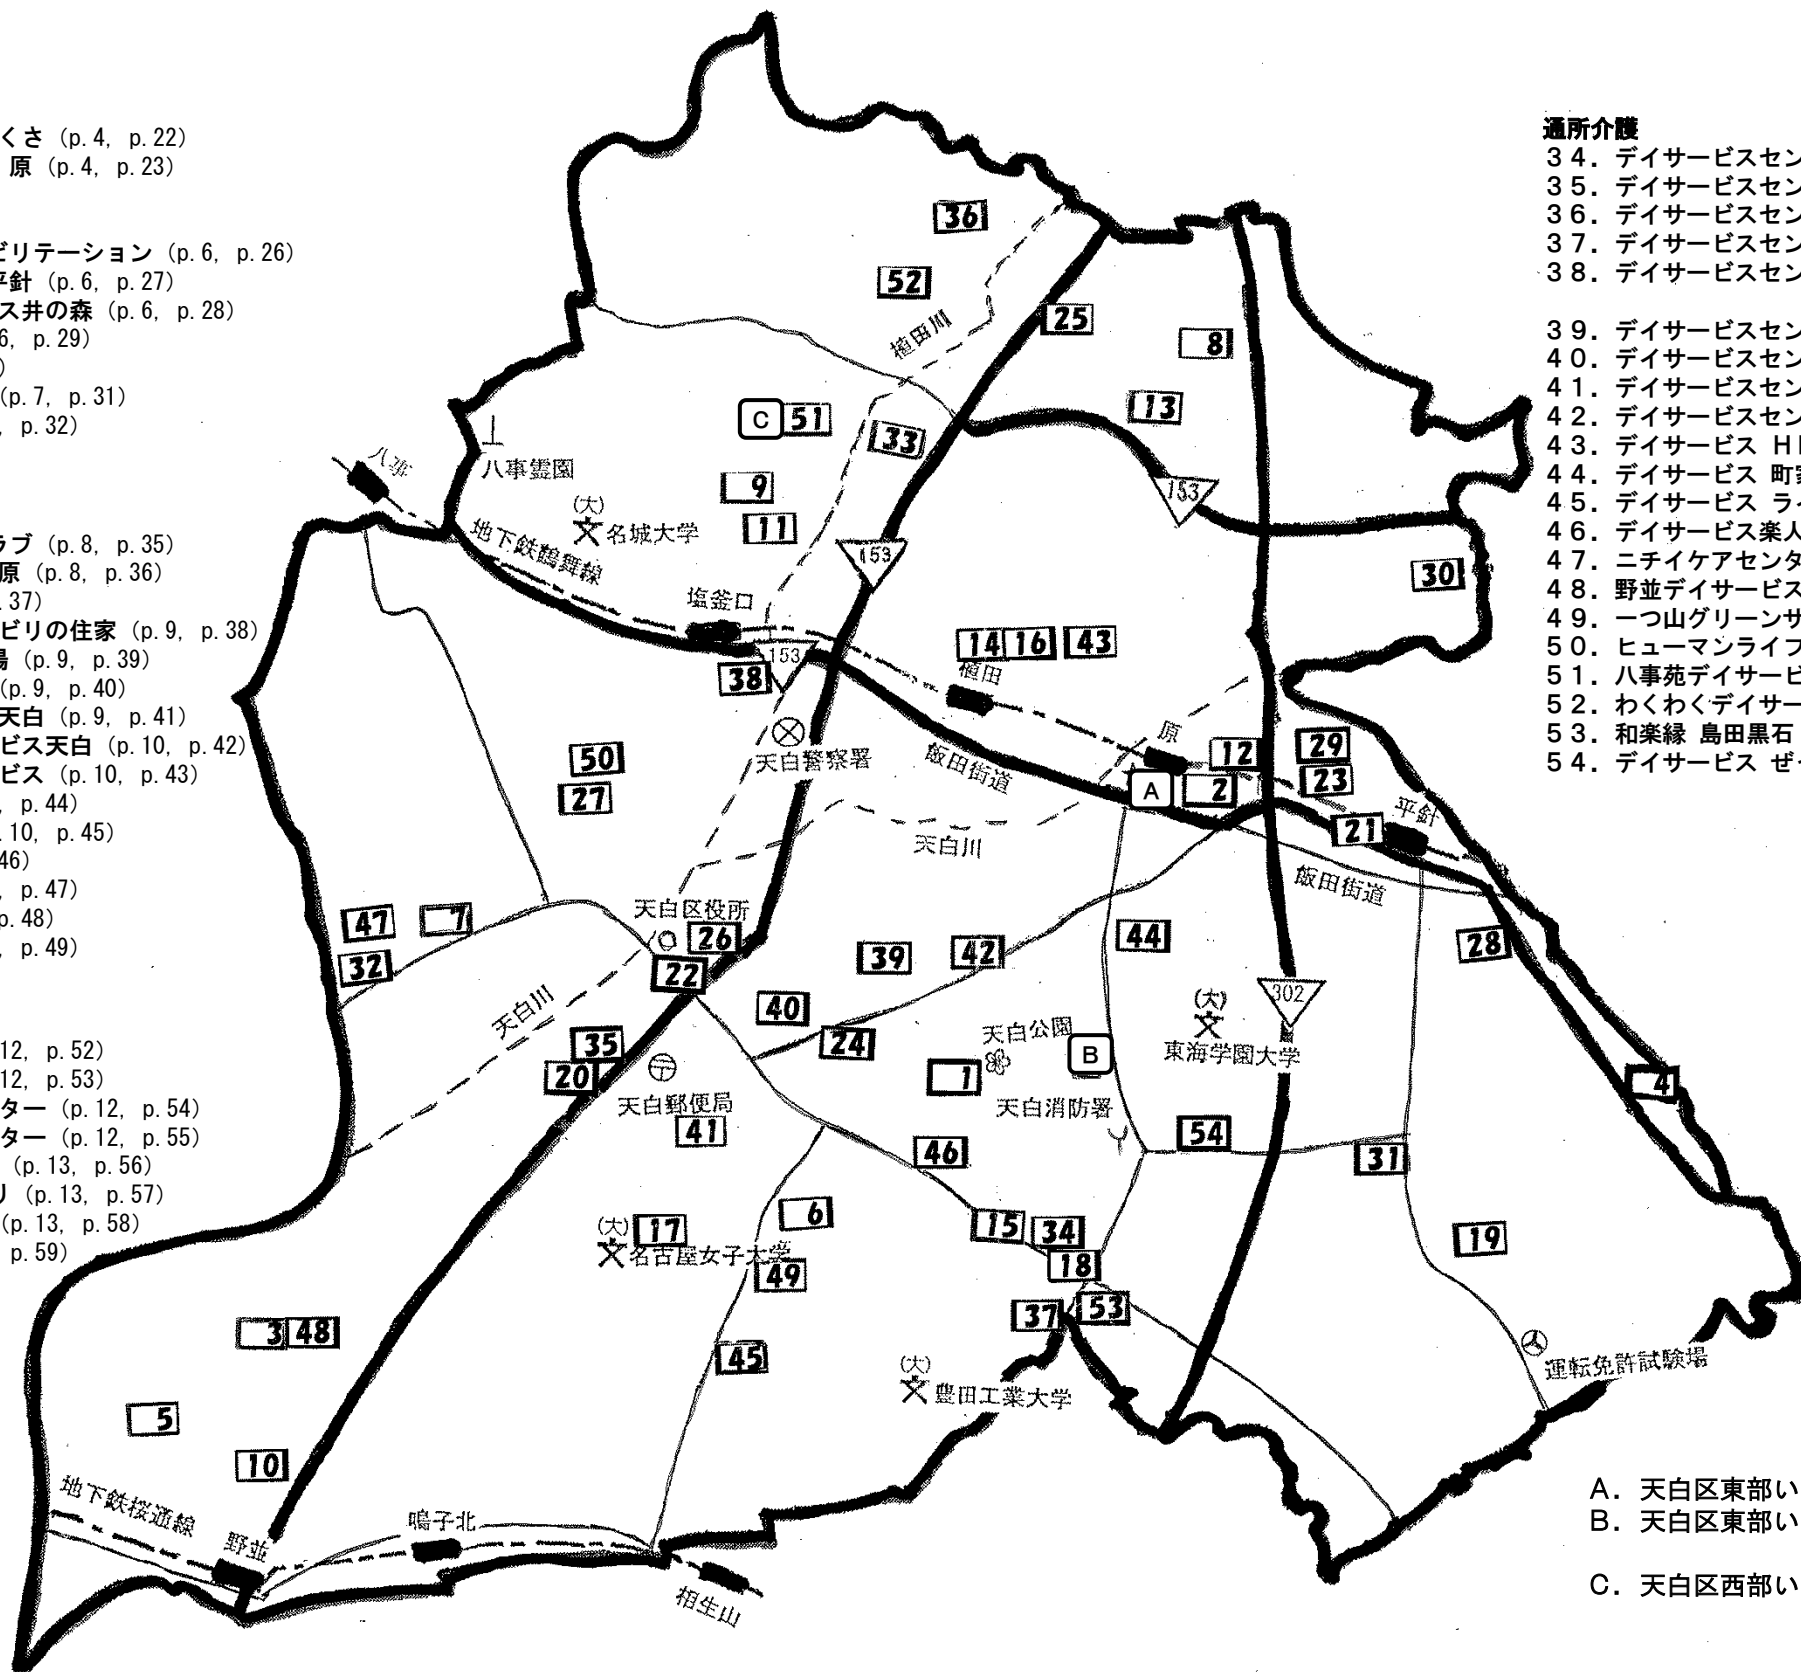 くさ (p.4, p.22)
原 (p.4, p.23)
ビリテーション (p.6, p.26)
平針 (p.6, p.27)
ス井の森 (p.6, p.28)
6, p.29)
)
(p.7, p.31)
, p.32)
ラブ (p.8, p.35)
原 (p.8, p.36)
.37)
ビリの住家 (p.9, p.38)
湯 (p.9, p.39)
(p.9, p.40)
天白 (p.9, p.41)
ビス天白 (p.10, p.42)
ビス (p.10, p.43)
, p.44)
.10, p.45)
46)
, p.47)
p.48)
, p.49)
12, p.52)
12, p.53)
ター (p.12, p.54)
ター (p.12, p.55)
(p.13, p.56)
リ (p.13, p.57)
(p.13, p.58)
p.59)
36
52
植田川
25
8
C 51
33
13
八事
八事霊園
9
(大)
名城大学
11
153
153
地下鉄鶴舞線
塩釜口
30
14 16 43
153
38
植田
原
12
29
天白警察署
飯田街道
A
2
23
50
27
平針
21
天白川
飯田街道
47
7
天白区役所
26
39
42
44
28
32
22
天白川
40
302
(大)
東海学園大学
35
24
天白公園
B
20
1
4
天白郵便局
天白消防署
41
54
46
31
(大)
17
名古屋女子大学
6
15
34
19
49
18
37
53
3 48
45
(大)
豊田工業大学
運転免許試験場
5
10
地下鉄桜通線
野並
鳴子北
相生山
通所介護
34. デイサービスセン
35. デイサービスセン
36. デイサービスセン
37. デイサービスセン
38. デイサービスセン
39. デイサービスセン
40. デイサービスセン
41. デイサービスセン
42. デイサービスセン
43. デイサービス H
44. デイサービス 町
45. デイサービス ラ
46. デイサービス楽人
47. ニチイケアセンタ
48. 野並デイサービス
49. 一つ山グリーンサ
50. ヒューマンライフ
51. 八事苑デイサービ
52. わくわくデイサー
53. 和楽縁 島田黒石
54. デイサービス ぜ
A. 天白区東部い
B. 天白区東部い
C. 天白区西部い